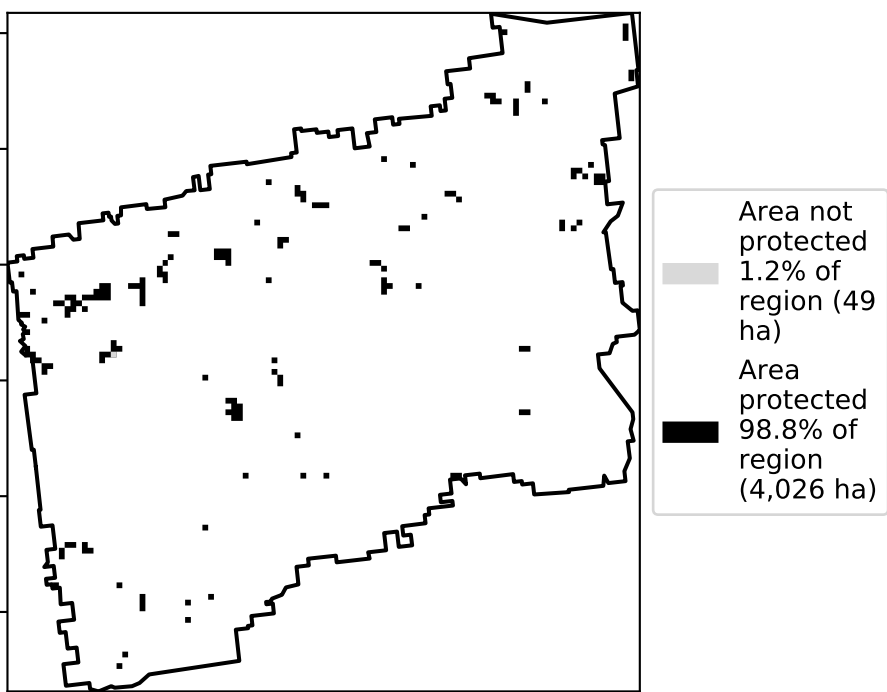 Area not
protected
1.2% of
region (49
ha)
Area
protected
98.8% of
region
(4,026 ha)